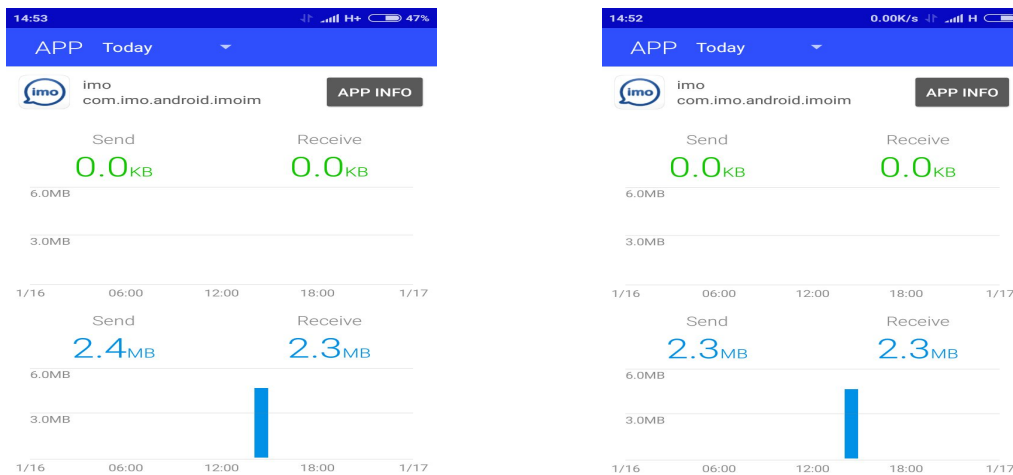 14:53 H+ 47%
APP Today
imo imo
com.imo.android.imoim APP INFO
Send Receive
0.0KB 0.0KB
6.0MB
3.0MB
1/16 06:00 12:00 18:00 1/17
Send Receive
2.4MB 2.3MB
6.0MB
3.0MB
1/16 06:00 12:00 18:00 1/17
14:52 0.00K/s H
APP Today
imo imo
com.imo.android.imoim APP INFO
Send Receive
0.0KB 0.0KB
6.0MB
3.0MB
1/16 06:00 12:00 18:00 1/17
Send Receive
2.3MB 2.3MB
6.0MB
3.0MB
1/16 06:00 12:00 18:00 1/17